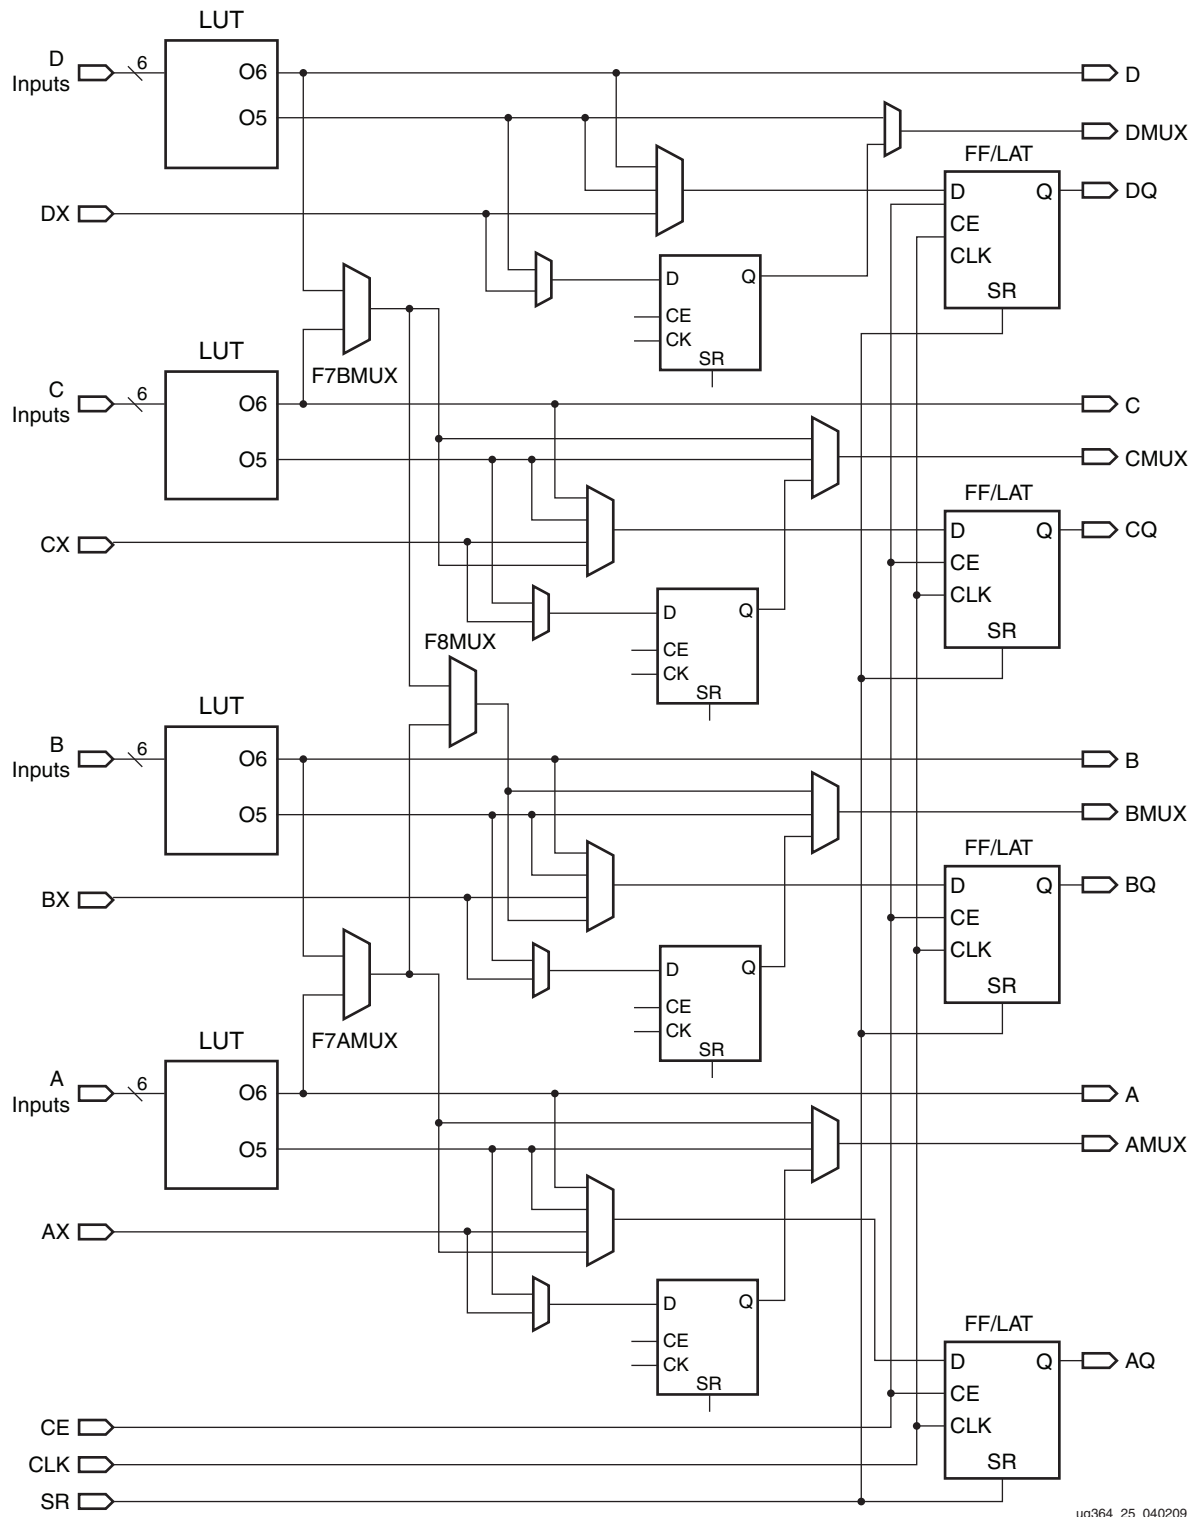 LUT
D
Inputs
6
O6
D
O5
DMUX
FF/LAT
D
Q
DQ
DX
CE
CLK
D
Q
SR
CE
CK
SR
LUT
F7BMUX
C
Inputs
6
O6
C
O5
CMUX
FF/LAT
D
Q
CQ
CX
CE
CLK
D
Q
SR
F8MUX
CE
CK
SR
LUT
B
Inputs
6
O6
B
O5
BMUX
FF/LAT
D
Q
BQ
BX
CE
CLK
D
Q
SR
CE
CK
LUT
F7AMUX
SR
A
Inputs
6
O6
A
O5
AMUX
AX
D
Q
FF/LAT
CE
D
Q
AQ
CK
SR
CE
CE
CLK
CLK
SR
SR
ug364_25_040209